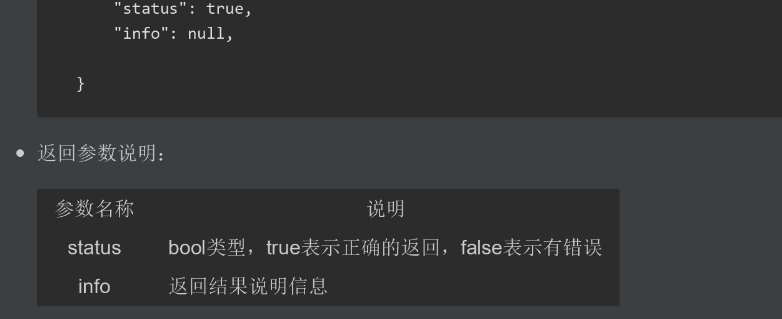 "status": true,
"info": null,
}
返回参数说明：
参数名称 说明
status bool类型，true表示正确的返回，false表示有错误
info 返回结果说明信息